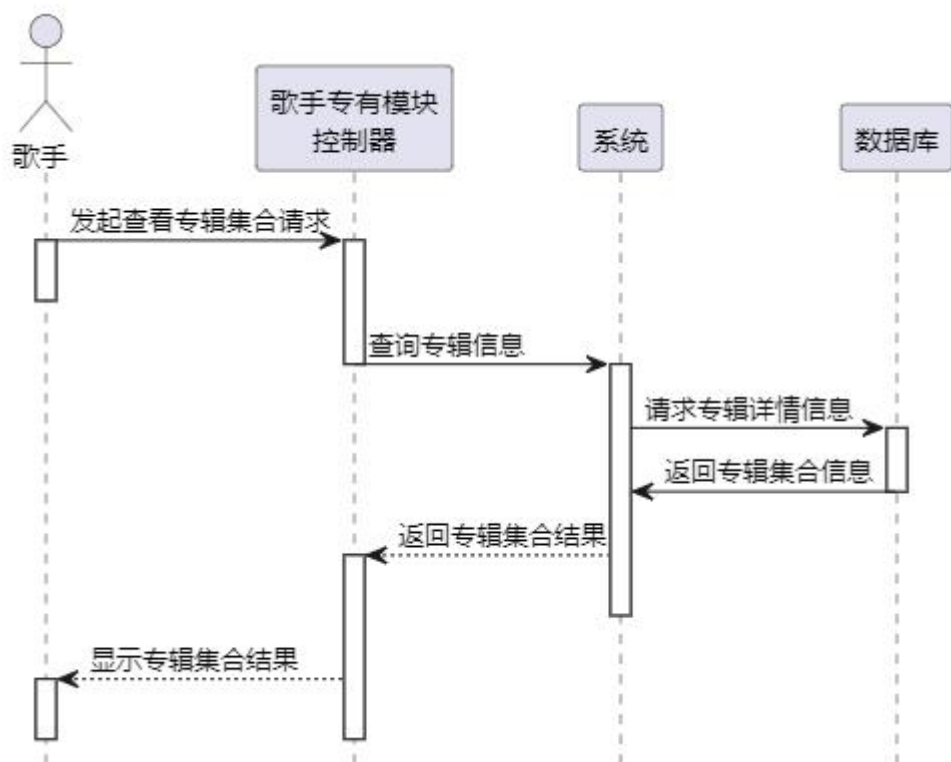 歌手
歌手专有模块
控制器
系统
数据库
发起查看专辑集合请求
查询专辑信息
请求专辑详情信息
返回专辑集合信息
返回专辑集合结果
显示专辑集合结果